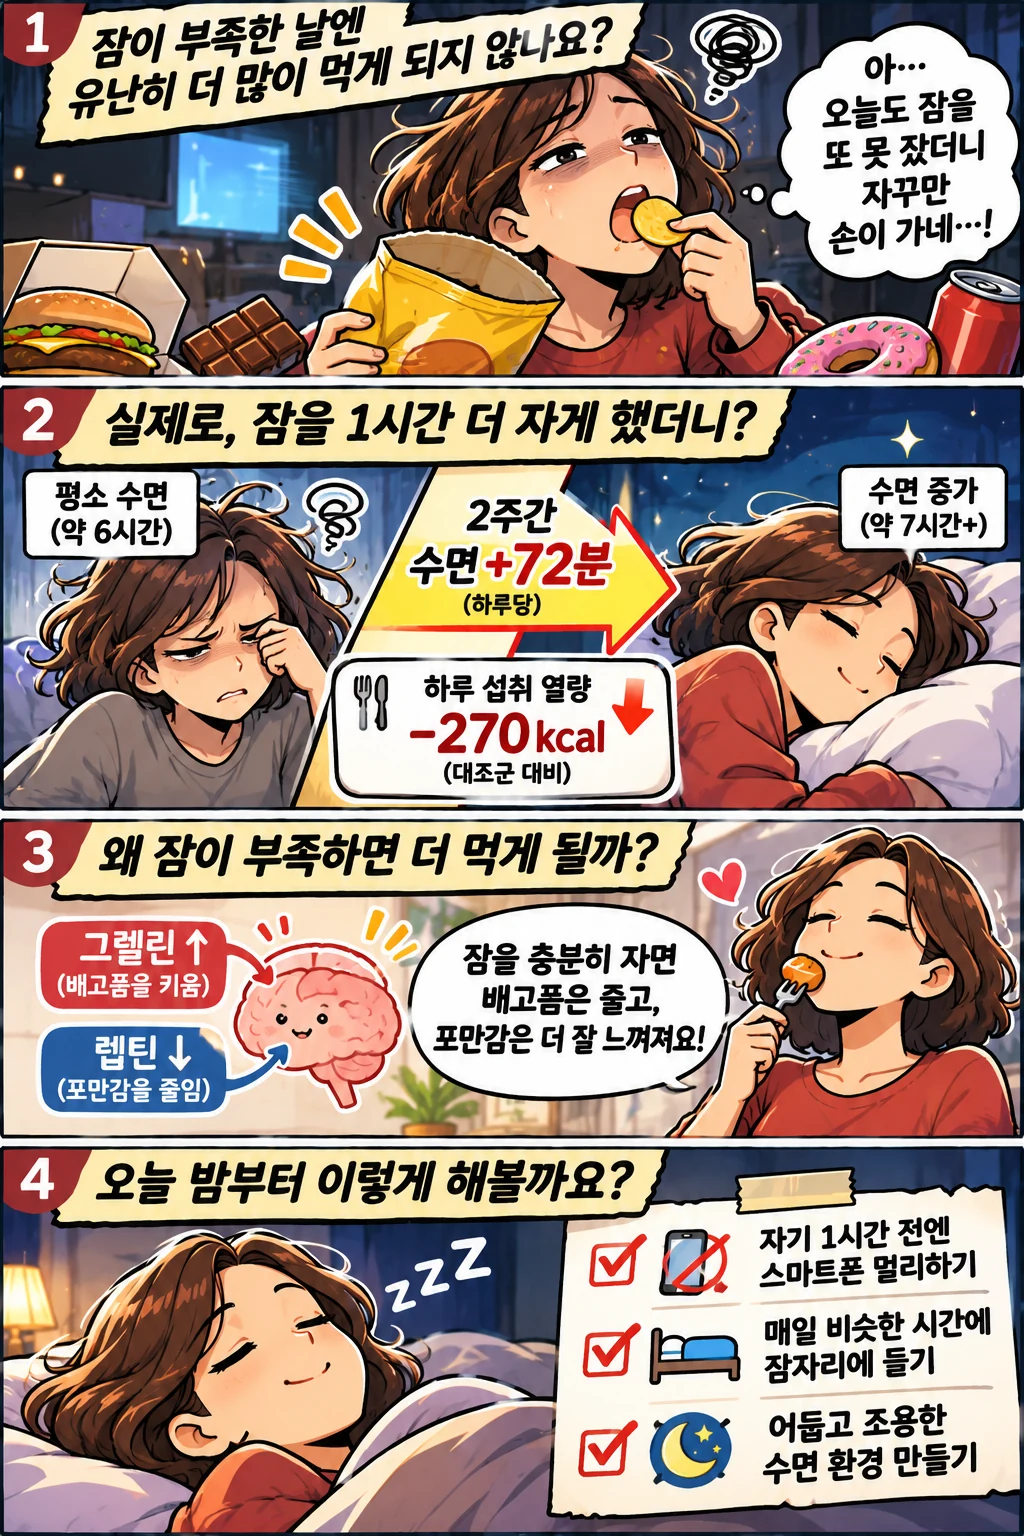 1
잠이 부족한 날엔
유난히 더 많이 먹게 되지 않나요?
아…
오늘도 잠을
또 못 잤더니
자꾸만
손이 가네…!
2
실제로, 잠을 1시간 더 자게 했더니?
평소 수면
(약 6시간)
2주간
수면 +72분
(하루당)
수면 증가
(약 7시간+)
하루 섭취 열량
-270 kcal
(대조군 대비)
3
왜 잠이 부족하면 더 먹게 될까?
그렐린 ↑
(배고품을 키움)
렙틴 ↓
(포만감을 줄임)
잠을 충분히 자면
배고픔은 줄고,
포만감은 더 잘 느껴져요!
4
오늘 밤부터 이렇게 해볼까요?
zZZ
자기 1시간 전엔
스마트폰 멀리하기
매일 비슷한 시간에
잠자리에 들기
어둡고 조용한
수면 환경 만들기